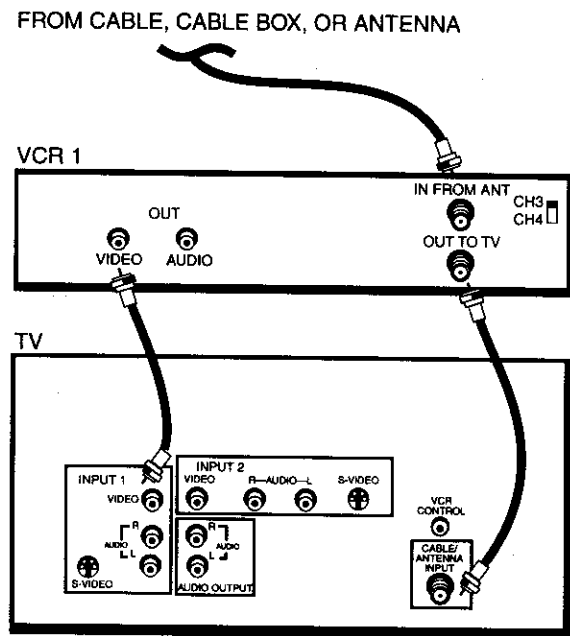 FROM CABLE, CABLE BOX, OR ANTENNA
VCR 1
IN FROM ANT
CH3
CH4
OUT
OUT TO TV
VIDEO
AUDIO
TV
INPUT 1
INPUT 2
VIDEO
R—AUDIO—L
S-VIDEO
VIDEO
R
AUDIO
L
S-VIDEO
R
AUDIO
L
AUDIO OUTPUT
VCR
CONTROL
CABLE/
ANTENNA
INPUT